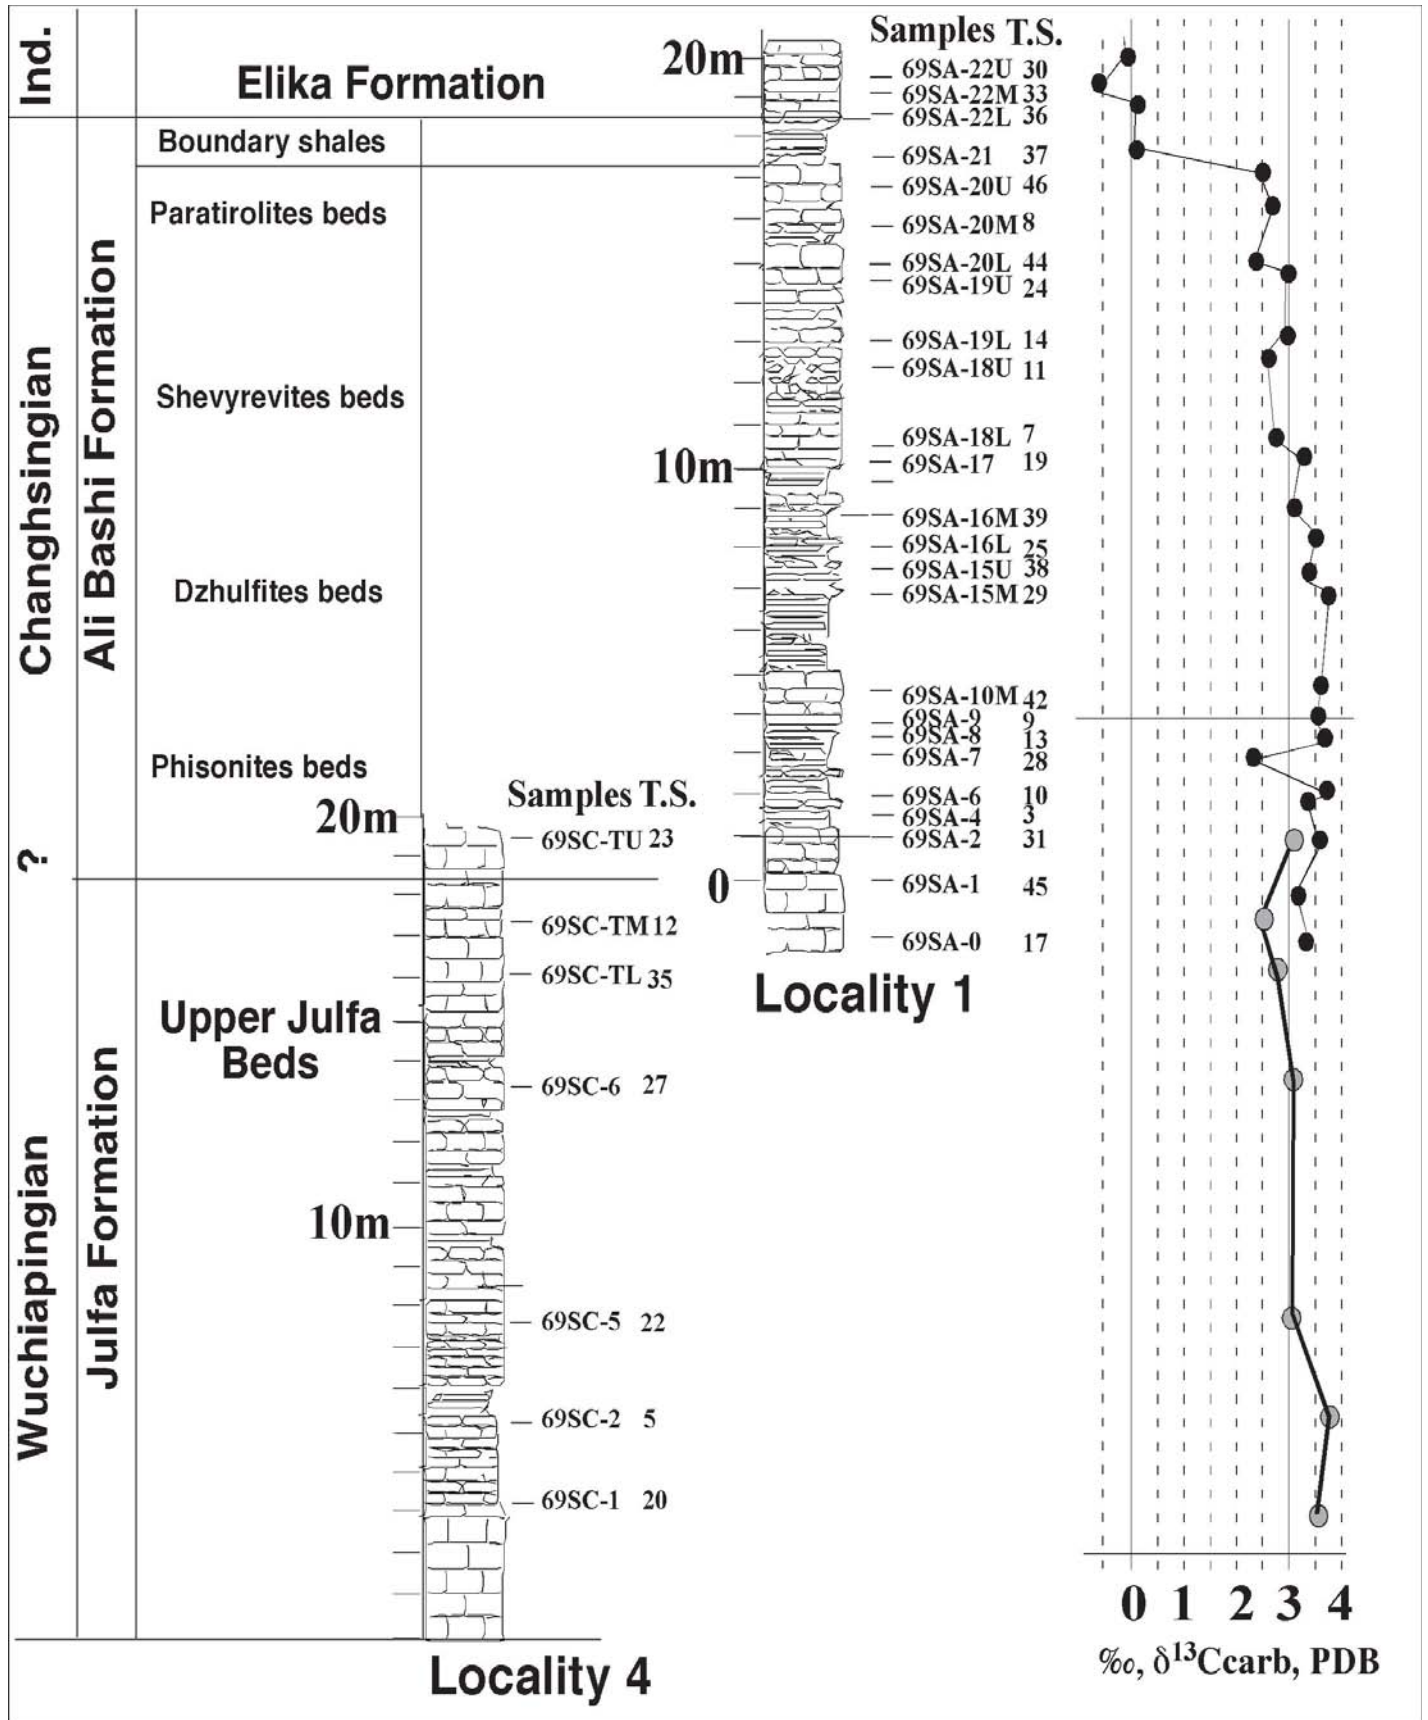 Ind.
Changhsingian
?
Wuchiapingian
Ali Bashi Formation
Julfa Formation
Elika Formation
Boundary shales
Paratirolites beds
Shevyrevites beds
Dzhulfites beds
Phisonites beds
Upper Julfa
Beds
Samples T.S.
20m
69SC-TU 23
69SC-TM 12
69SC-TL 35
69SC-6 27
10m
69SC-5 22
69SC-2 5
69SC-1 20
Locality 4
Samples T.S.
20m
69SA-22U 30
69SA-22M 33
69SA-22L 36
69SA-21 37
69SA-20U 46
69SA-20M 8
69SA-20L 44
69SA-19U 24
69SA-19L 14
69SA-18U 11
69SA-18L 7
10m
69SA-17 19
69SA-16M 39
69SA-16L 25
69SA-15U 38
69SA-15M 29
69SA-10M 42
69SA-9 9
69SA-8 13
69SA-7 28
69SA-6 10
69SA-4 3
69SA-2 31
0
69SA-1 45
69SA-0 17
Locality 1
0 1 2 3 4
‰, δ¹³Ccarb, PDB